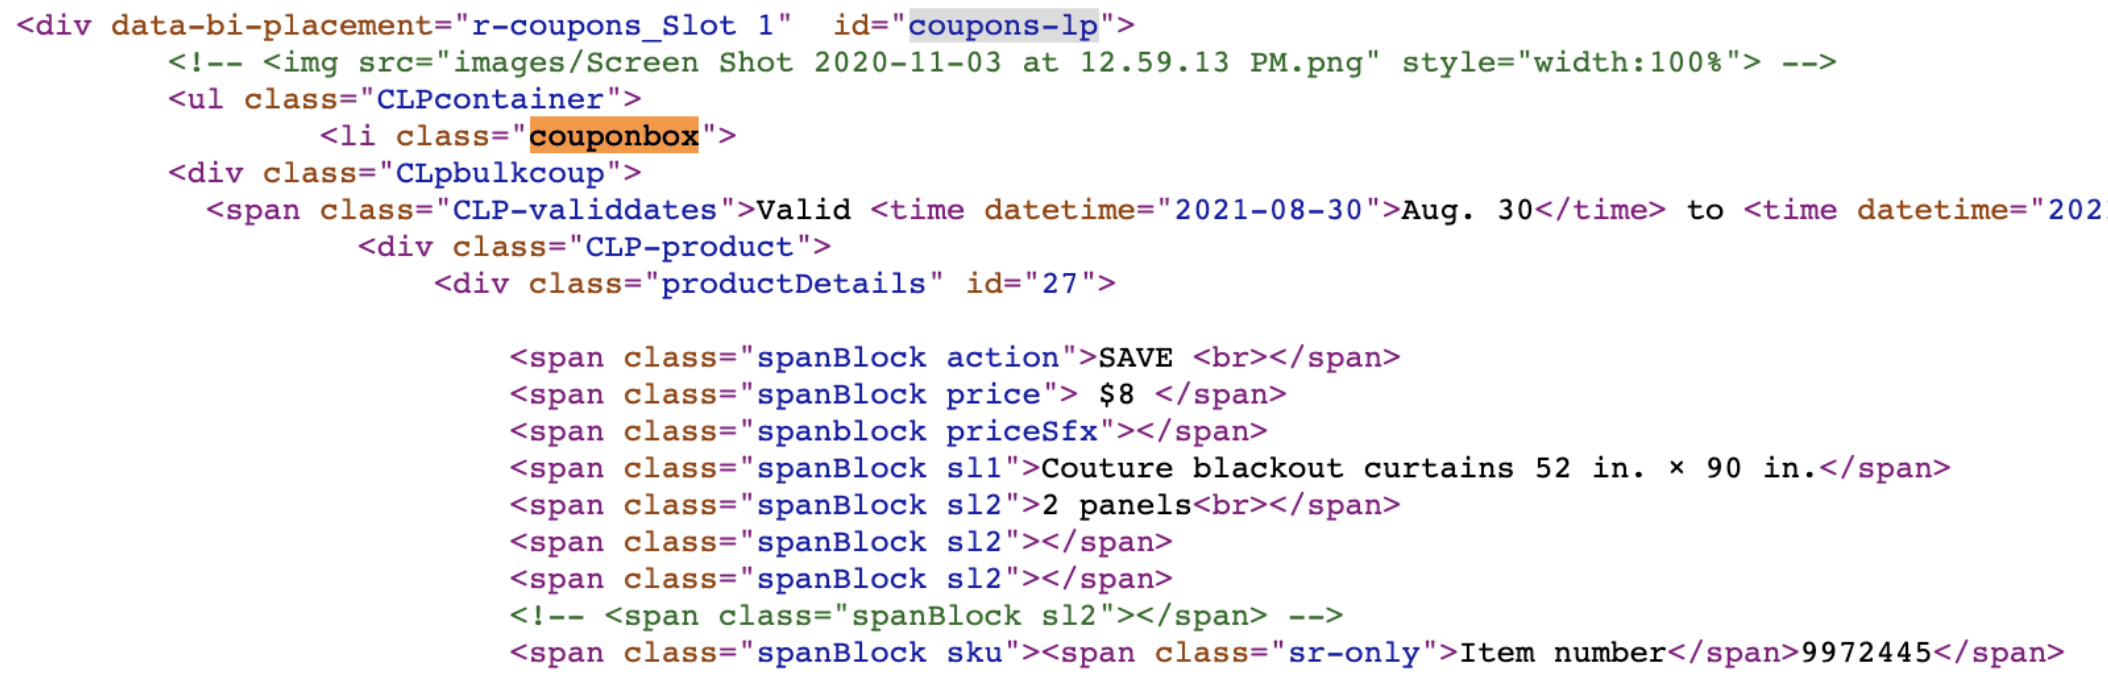 <div data-bi-placement="r-coupons_Slot 1"  id="coupons-lp">
<!-- <img src="images/Screen Shot 2020-11-03 at 12.59.13 PM.png" style="width:100%"> -->
<ul class="CLPcontainer">
<li class="couponbox">
<div class="CLpbulkcoup">
<span class="CLP-validdates">Valid <time datetime="2021-08-30">Aug. 30</time> to <time datetime="202
<div class="CLP-product">
<div class="productDetails" id="27">
<span class="spanBlock action">SAVE <br></span>
<span class="spanBlock price"> $8 </span>
<span class="spanblock priceSfx"></span>
<span class="spanBlock sl1">Couture blackout curtains 52 in. × 90 in.</span>
<span class="spanBlock sl2">2 panels<br></span>
<span class="spanBlock sl2"></span>
<span class="spanBlock sl2"></span>
<!-- <span class="spanBlock sl2"></span> -->
<span class="spanBlock sku"><span class="sr-only">Item number</span>9972445</span>